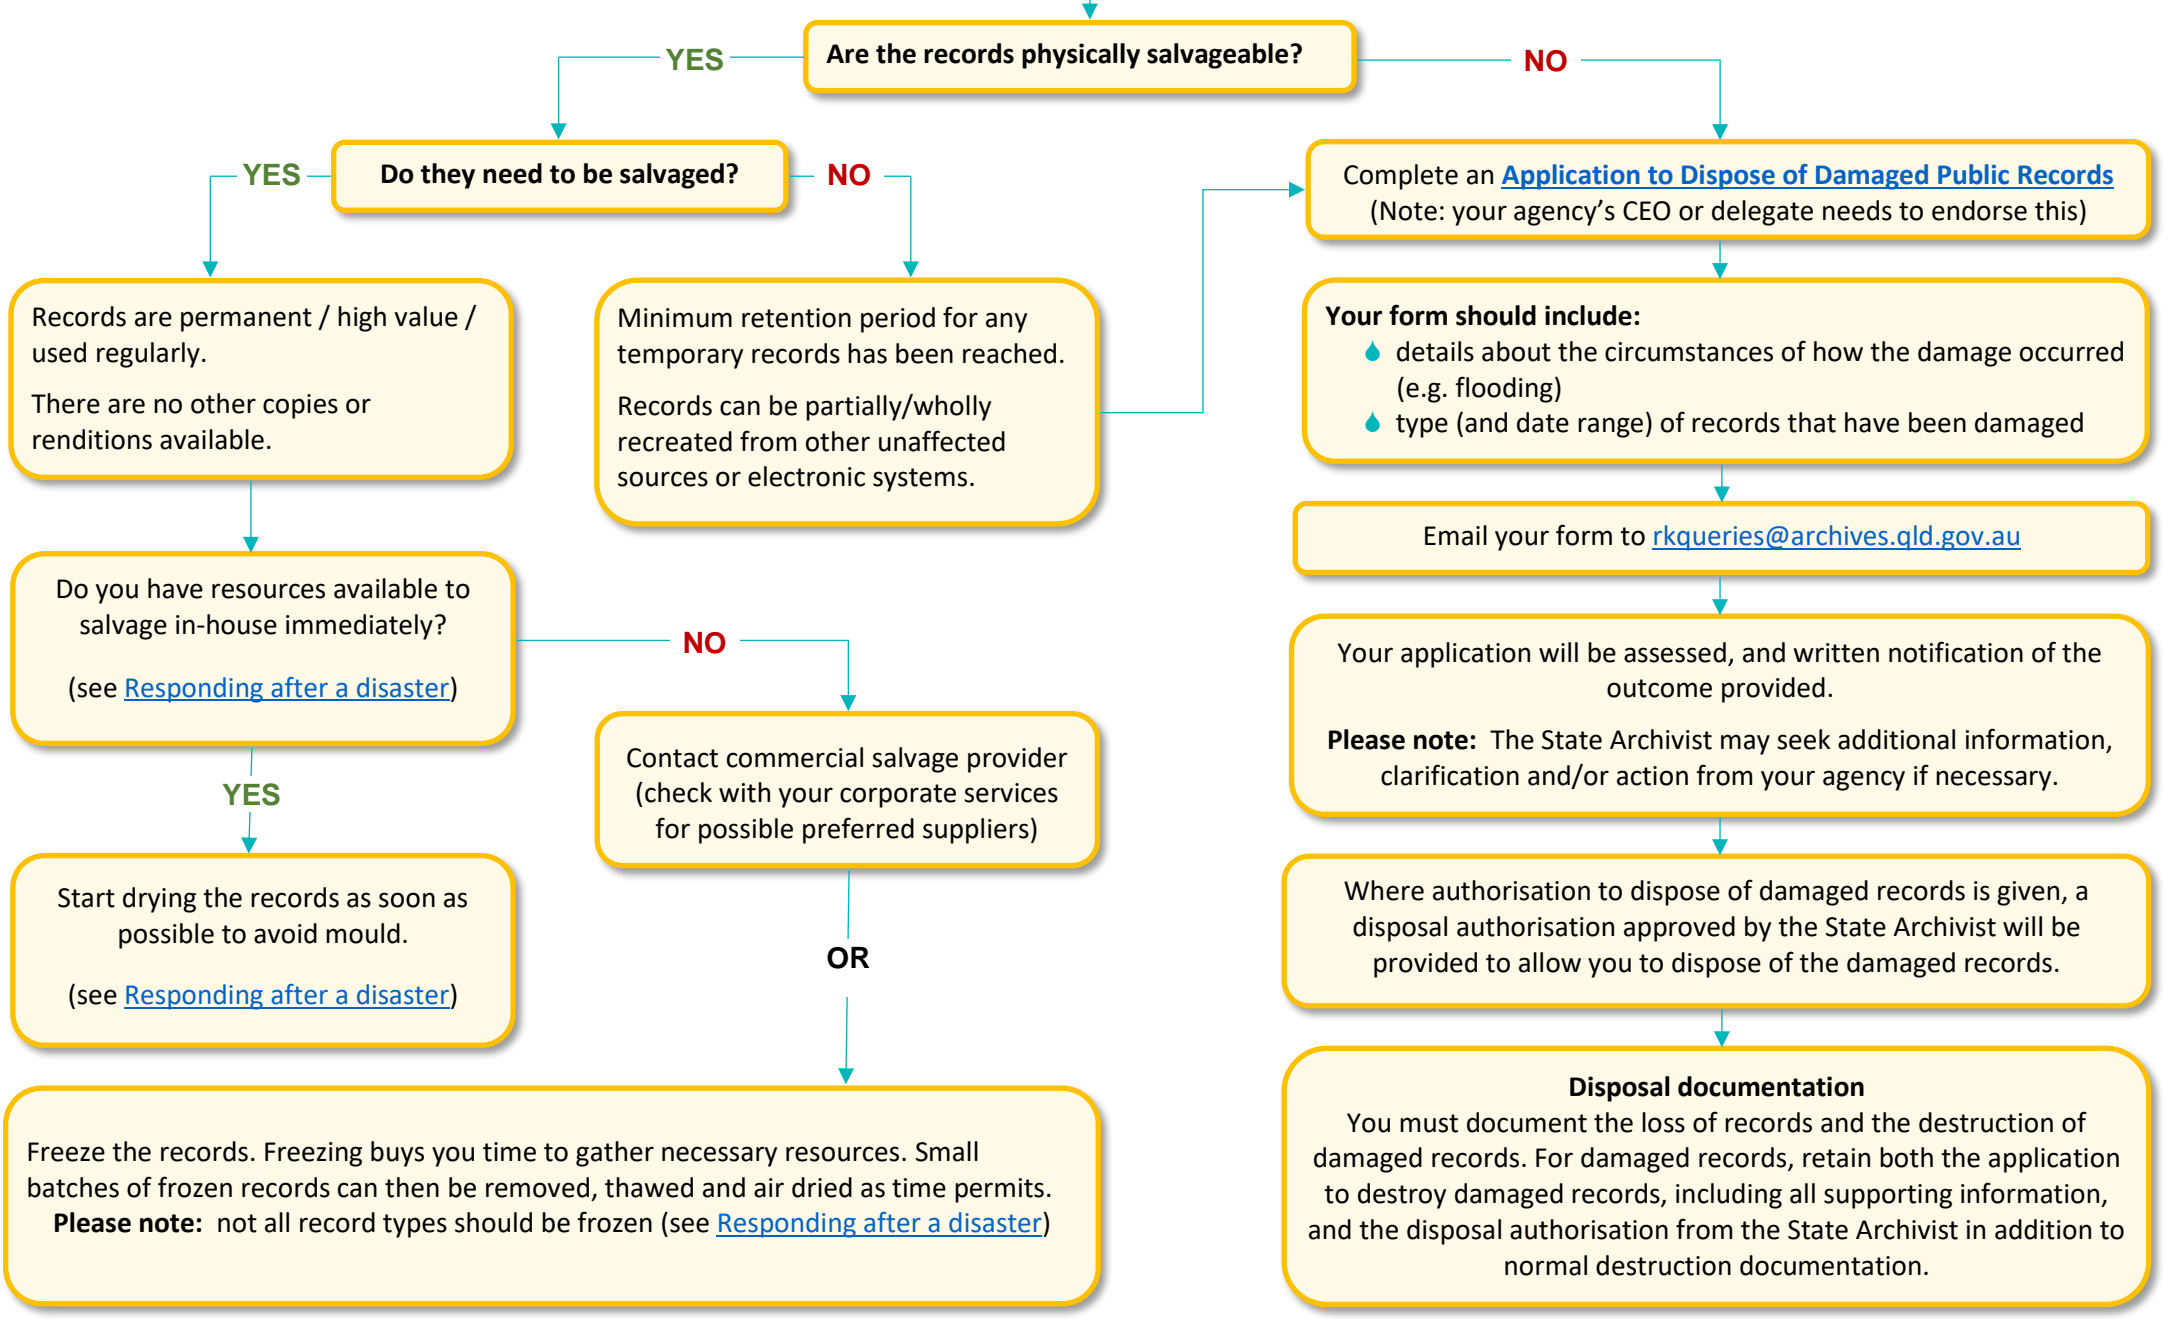 Are the records physically salvageable?
YES
NO
Do they need to be salvaged?
YES
NO
Records are permanent / high value /
used regularly.
There are no other copies or
renditions available.
Minimum retention period for any
temporary records has been reached.
Records can be partially/wholly
recreated from other unaffected
sources or electronic systems.
Do you have resources available to
salvage in-house immediately?
(see Responding after a disaster)
NO
YES
Contact commercial salvage provider
(check with your corporate services
for possible preferred suppliers)
Start drying the records as soon as
possible to avoid mould.
(see Responding after a disaster)
OR
Freeze the records. Freezing buys you time to gather necessary resources. Small
batches of frozen records can then be removed, thawed and air dried as time permits.
Please note: not all record types should be frozen (see Responding after a disaster)
Complete an Application to Dispose of Damaged Public Records
(Note: your agency’s CEO or delegate needs to endorse this)
Your form should include:
details about the circumstances of how the damage occurred
(e.g. flooding)
type (and date range) of records that have been damaged
Email your form to rkqueries@archives.qld.gov.au
Your application will be assessed, and written notification of the
outcome provided.
Please note: The State Archivist may seek additional information,
clarification and/or action from your agency if necessary.
Where authorisation to dispose of damaged records is given, a
disposal authorisation approved by the State Archivist will be
provided to allow you to dispose of the damaged records.
Disposal documentation
You must document the loss of records and the destruction of
damaged records. For damaged records, retain both the application
to destroy damaged records, including all supporting information,
and the disposal authorisation from the State Archivist in addition to
normal destruction documentation.